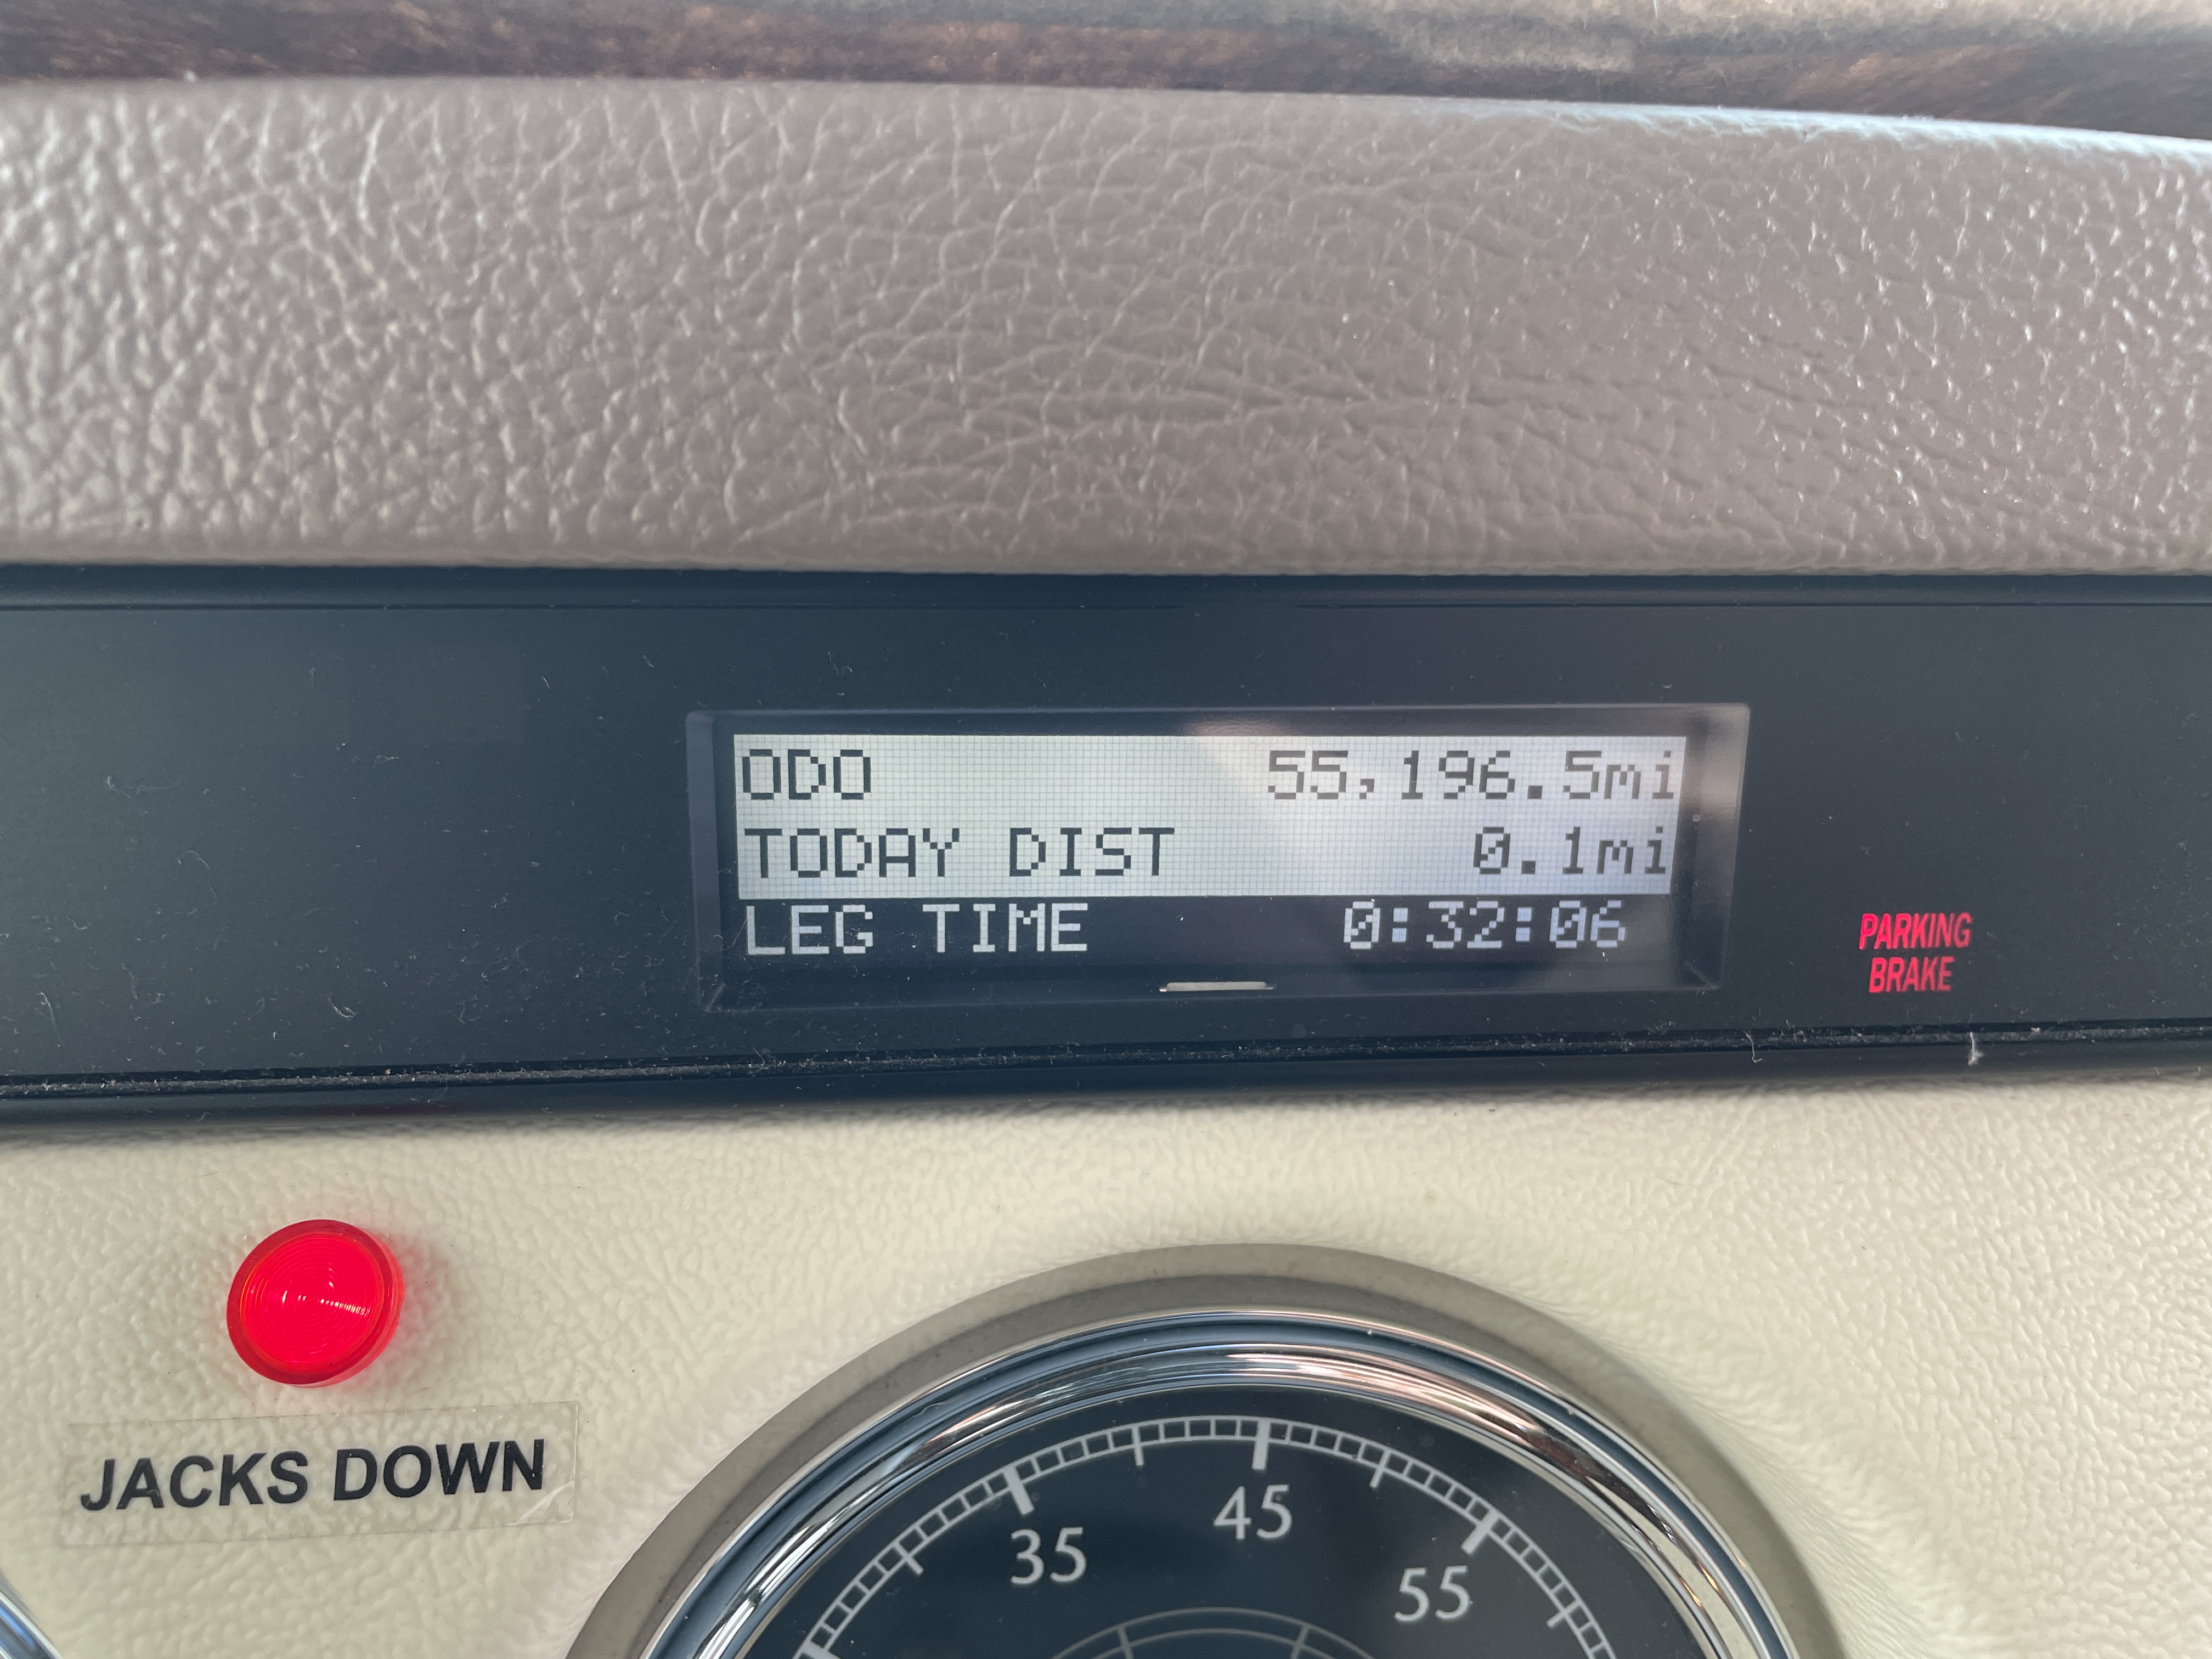 ODO 55,196.5mi
TODAY DIST 0.1mi
LEG TIME 0:32:06
PARKING
BRAKE
JACKS DOWN
35 45 55